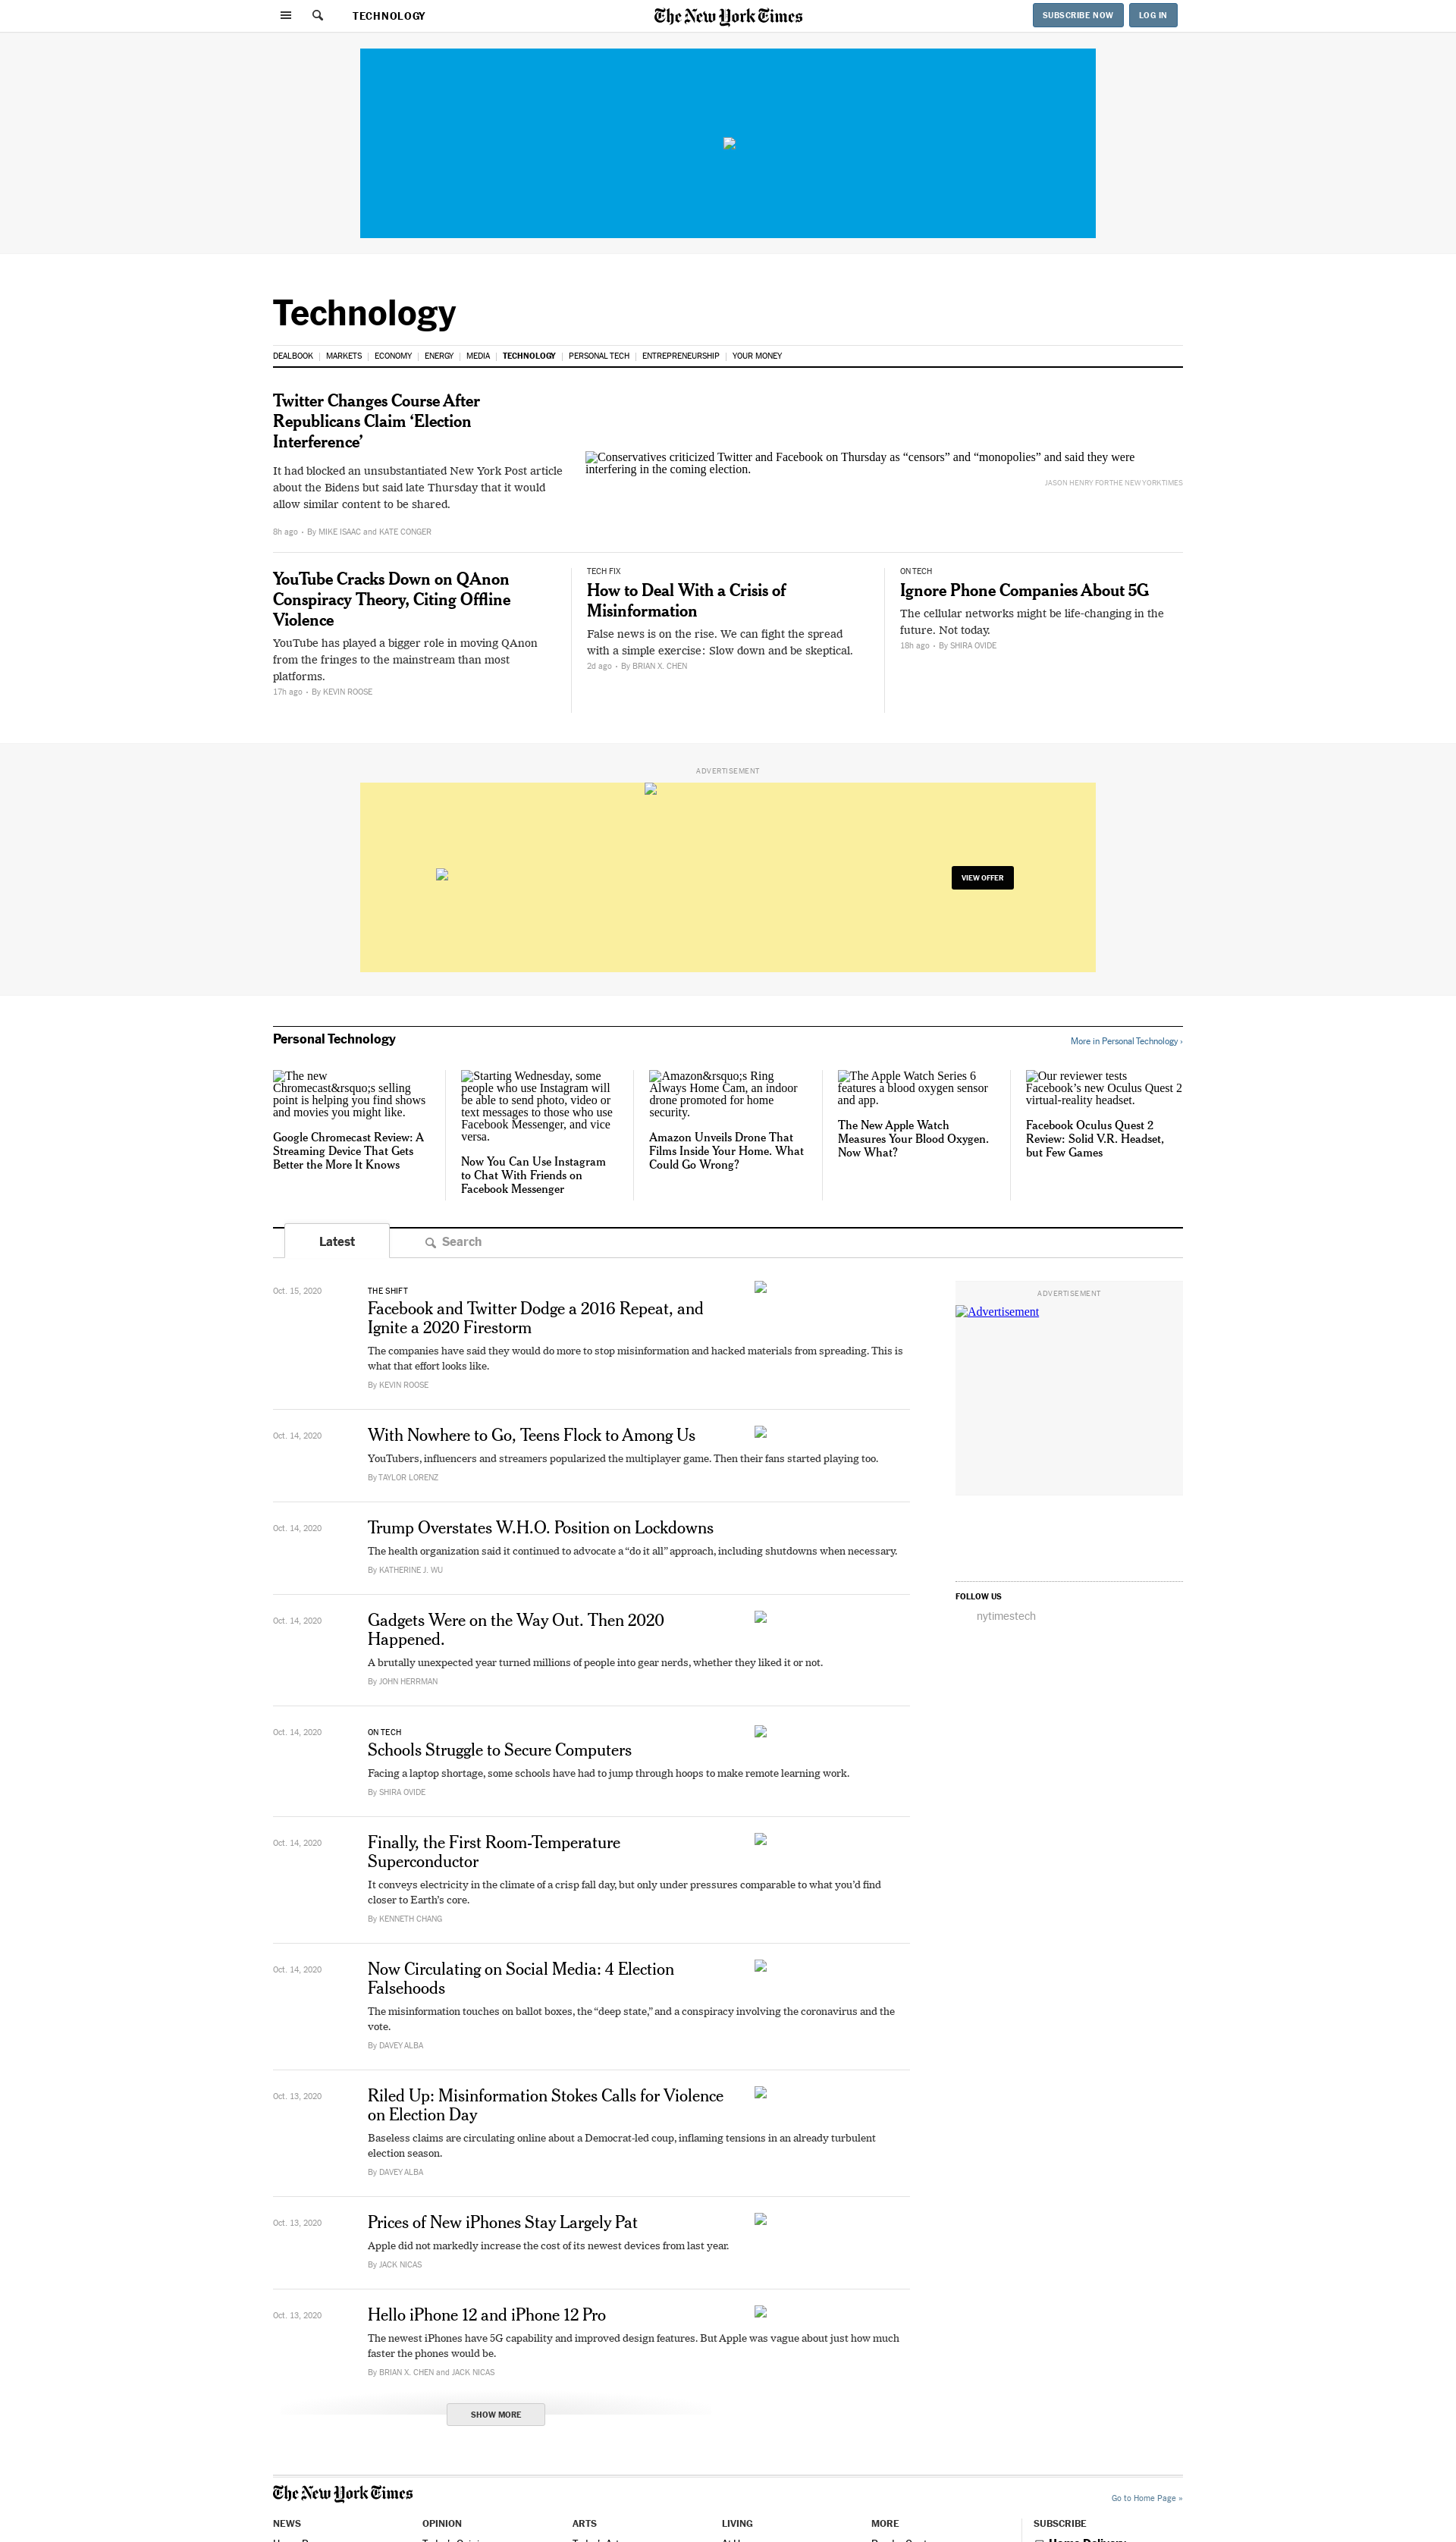 TECHNOLOGY
The New York Times
SUBSCRIBE NOW
LOG IN
Technology
DEALBOOK | MARKETS | ECONOMY | ENERGY | MEDIA | TECHNOLOGY | PERSONAL TECH | ENTREPRENEURSHIP | YOUR MONEY
Twitter Changes Course After
Republicans Claim ‘Election
Interference’
It had blocked an unsubstantiated New York Post article
about the Bidens but said late Thursday that it would
allow similar content to be shared.
8h ago • By MIKE ISAAC and KATE CONGER
Conservatives criticized Twitter and Facebook on Thursday as “censors” and “monopolies” and said they were
interfering in the coming election.
JASON HENRY FOR THE NEW YORK TIMES
YouTube Cracks Down on QAnon
Conspiracy Theory, Citing Offline
Violence
YouTube has played a bigger role in moving QAnon
from the fringes to the mainstream than most
platforms.
17h ago • By KEVIN ROOSE
TECH FIX
How to Deal With a Crisis of
Misinformation
False news is on the rise. We can fight the spread
with a simple exercise: Slow down and be skeptical.
2d ago • By BRIAN X. CHEN
ON TECH
Ignore Phone Companies About 5G
The cellular networks might be life-changing in the
future. Not today.
18h ago • By SHIRA OVIDE
ADVERTISEMENT
VIEW OFFER
Personal Technology
More in Personal Technology ›
The new
Chromecast&rsquo;s selling
point is helping you find shows
and movies you might like.
Google Chromecast Review: A
Streaming Device That Gets
Better the More It Knows
Starting Wednesday, some
people who use Instagram will
be able to send photo, video or
text messages to those who use
Facebook Messenger, and vice
versa.
Now You Can Use Instagram
to Chat With Friends on
Facebook Messenger
Amazon&rsquo;s Ring
Always Home Cam, an indoor
drone promoted for home
security.
Amazon Unveils Drone That
Films Inside Your Home. What
Could Go Wrong?
The Apple Watch Series 6
features a blood oxygen sensor
and app.
The New Apple Watch
Measures Your Blood Oxygen.
Now What?
Our reviewer tests
Facebook’s new Oculus Quest 2
virtual-reality headset.
Facebook Oculus Quest 2
Review: Solid V.R. Headset,
but Few Games
Latest
Search
Oct. 15, 2020
THE SHIFT
Facebook and Twitter Dodge a 2016 Repeat, and
Ignite a 2020 Firestorm
The companies have said they would do more to stop misinformation and hacked materials from spreading. This is
what that effort looks like.
By KEVIN ROOSE
ADVERTISEMENT
Advertisement
Oct. 14, 2020
With Nowhere to Go, Teens Flock to Among Us
YouTubers, influencers and streamers popularized the multiplayer game. Then their fans started playing too.
By TAYLOR LORENZ
Oct. 14, 2020
Trump Overstates W.H.O. Position on Lockdowns
The health organization said it continued to advocate a “do it all” approach, including shutdowns when necessary.
By KATHERINE J. WU
FOLLOW US
nytimestech
Oct. 14, 2020
Gadgets Were on the Way Out. Then 2020
Happened.
A brutally unexpected year turned millions of people into gear nerds, whether they liked it or not.
By JOHN HERRMAN
Oct. 14, 2020
ON TECH
Schools Struggle to Secure Computers
Facing a laptop shortage, some schools have had to jump through hoops to make remote learning work.
By SHIRA OVIDE
Oct. 14, 2020
Finally, the First Room-Temperature
Superconductor
It conveys electricity in the climate of a crisp fall day, but only under pressures comparable to what you’d find
closer to Earth’s core.
By KENNETH CHANG
Oct. 14, 2020
Now Circulating on Social Media: 4 Election
Falsehoods
The misinformation touches on ballot boxes, the “deep state,” and a conspiracy involving the coronavirus and the
vote.
By DAVEY ALBA
Oct. 13, 2020
Riled Up: Misinformation Stokes Calls for Violence
on Election Day
Baseless claims are circulating online about a Democrat-led coup, inflaming tensions in an already turbulent
election season.
By DAVEY ALBA
Oct. 13, 2020
Prices of New iPhones Stay Largely Pat
Apple did not markedly increase the cost of its newest devices from last year.
By JACK NICAS
Oct. 13, 2020
Hello iPhone 12 and iPhone 12 Pro
The newest iPhones have 5G capability and improved design features. But Apple was vague about just how much
faster the phones would be.
By BRIAN X. CHEN and JACK NICAS
SHOW MORE
The New York Times
Go to Home Page »
NEWS
OPINION
ARTS
LIVING
MORE
SUBSCRIBE